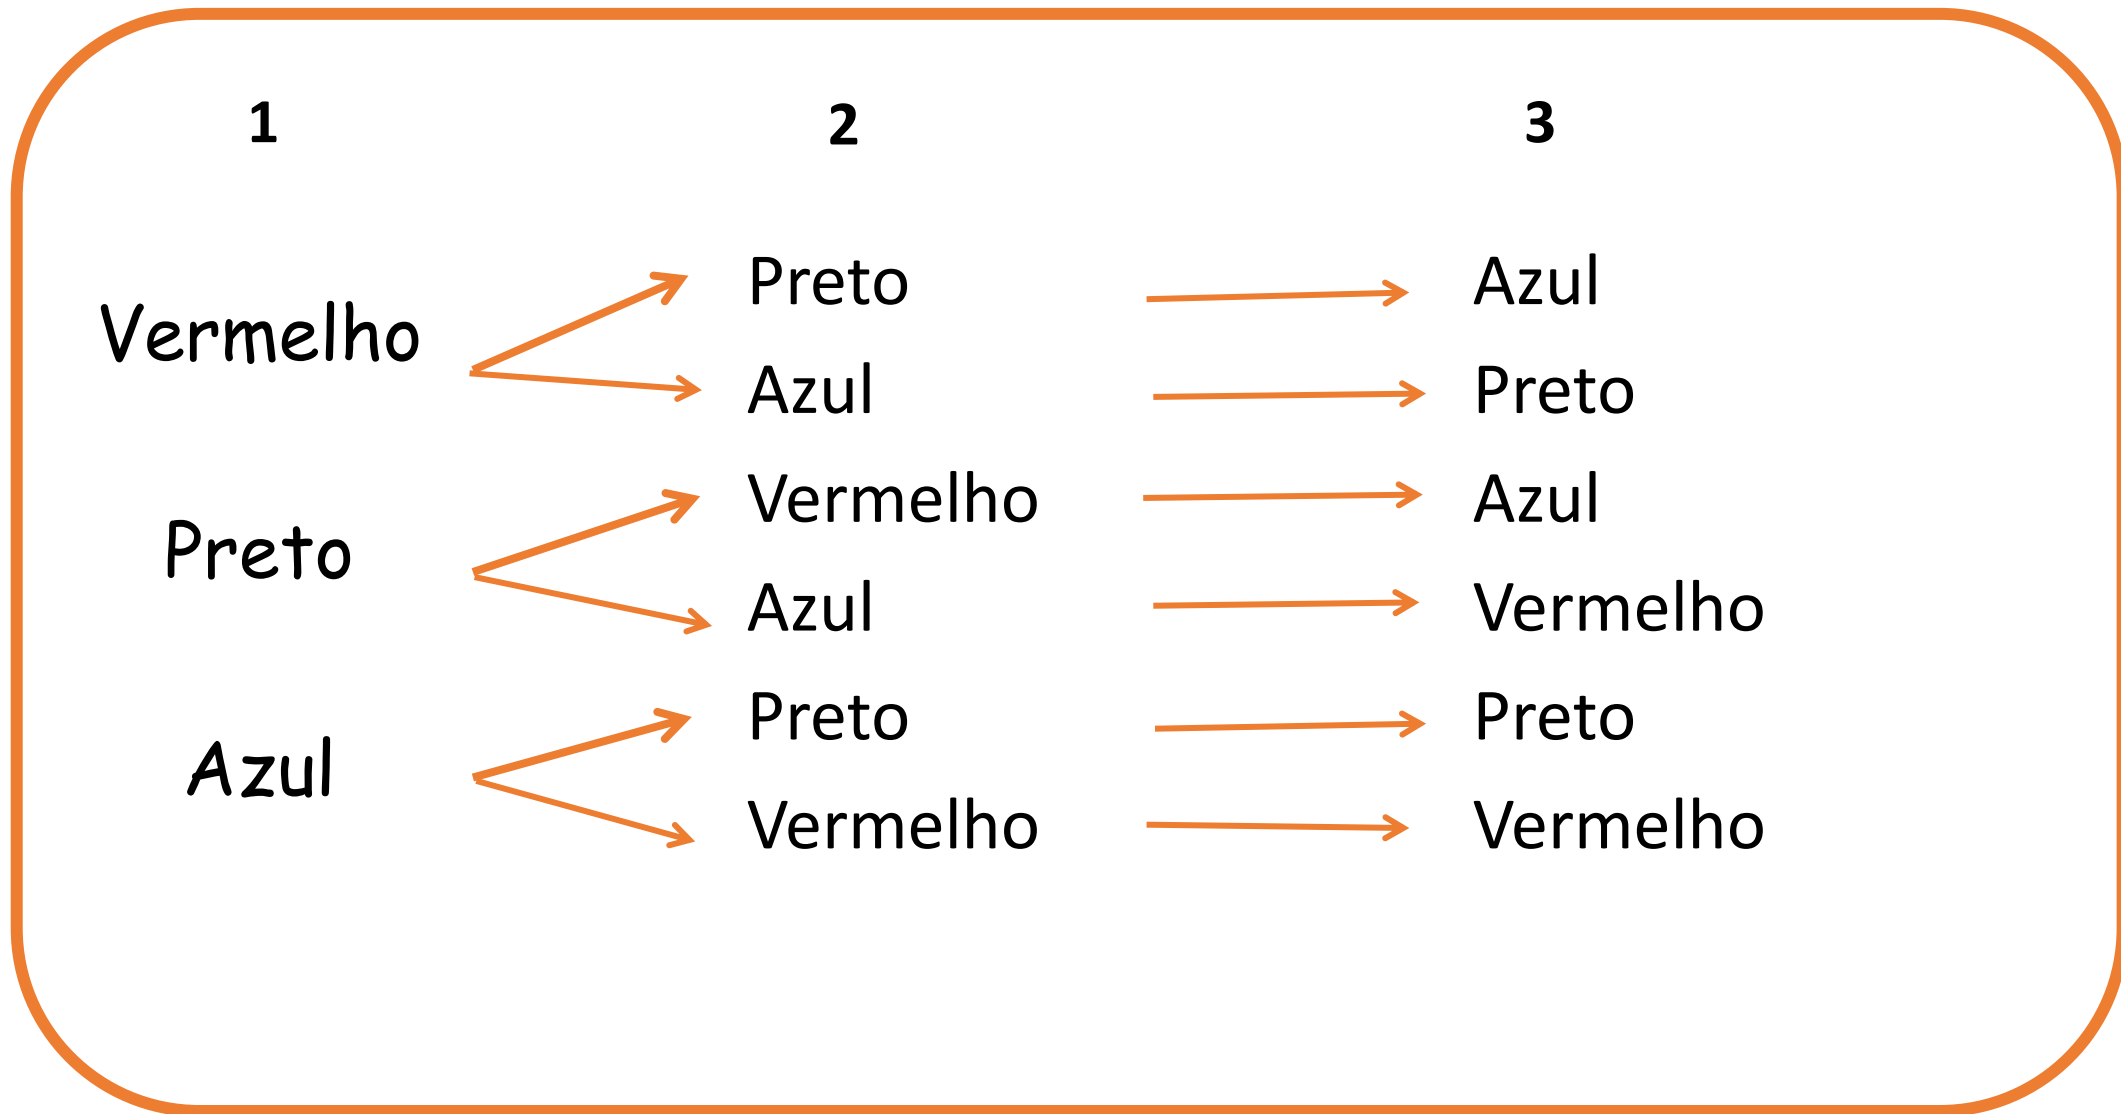 1 2 3
Vermelho
Preto Azul
Azul Preto
Preto
Vermelho Azul
Azul Vermelho
Azul
Preto Preto
Vermelho Vermelho